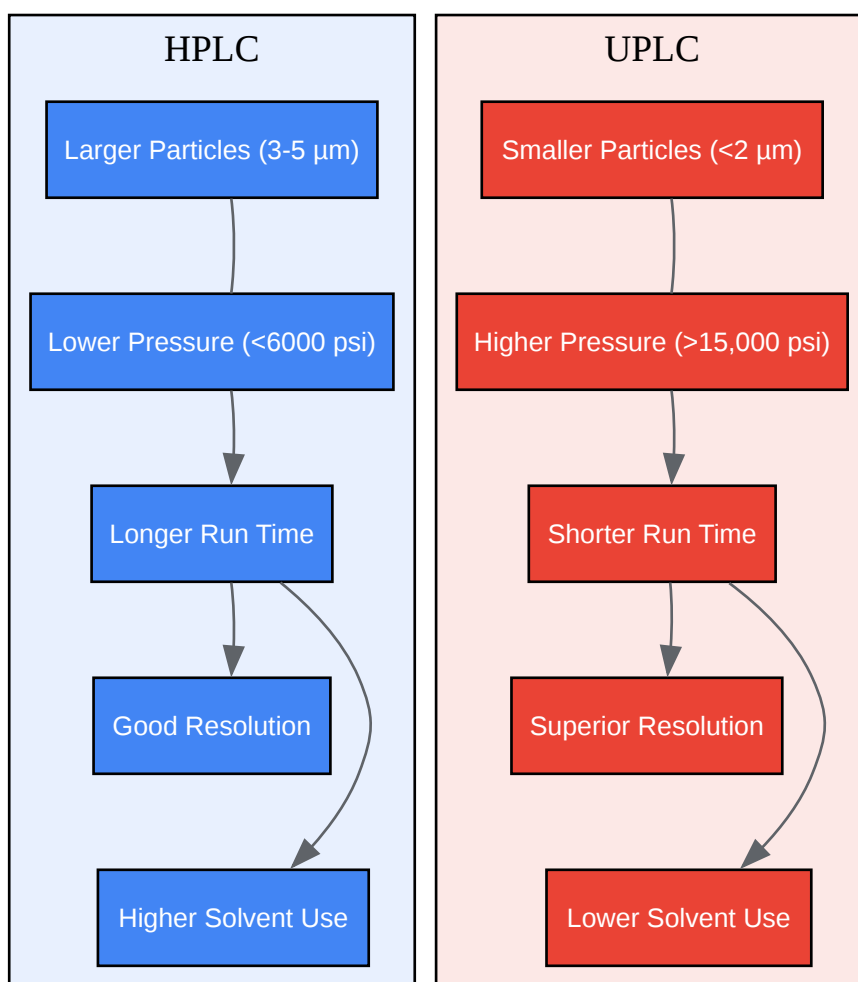 HPLC
Larger Particles (3-5 µm)
Lower Pressure (<6000 psi)
Longer Run Time
Good Resolution
Higher Solvent Use
UPLC
Smaller Particles (<2 µm)
Higher Pressure (>15,000 psi)
Shorter Run Time
Superior Resolution
Lower Solvent Use